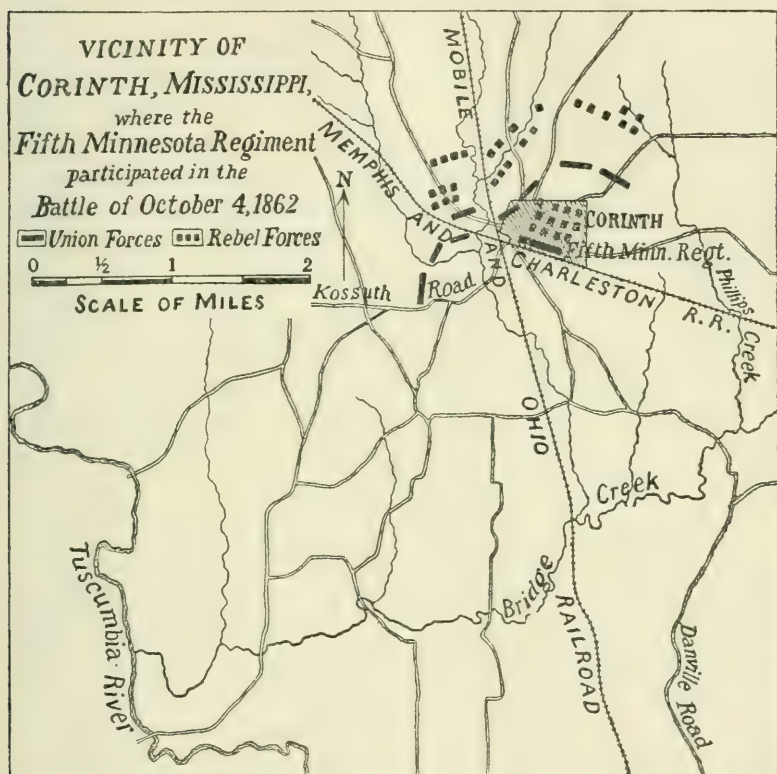 VICINITY OF
CORINTH, MISSISSIPPI,
where the
Fifth Minnesota Regiment
participated in the
Battle of October 4, 1862
Union Forces Rebel Forces
0 ½ 1 2
SCALE OF MILES
N
MOBILE
AND
OHIO
RAILROAD
MEMPHIS AND
CHARLESTON R.R.
CORINTH
Fifth Minn. Regt.
Kossuth Road
Phillips Creek
Bridge Creek
Tuscumbia River
Danville Road